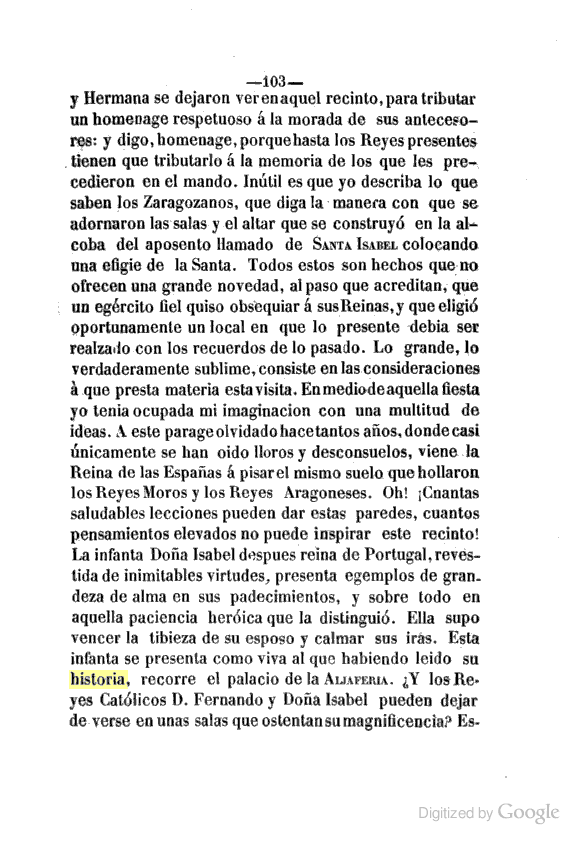 —103—
y Hermana se dejaron ver en aquel recinto, para tributar
un homenage respetuoso á la morada de sus anteceso-
res: y digo, homenage, porque hasta los Reyes presentes
tienen que tributarlo á la memoria de los que les pre-
cedieron en el mando. Inútil es que yo describa lo que
saben los Zaragozanos, que diga la manera con que se
adornaron las salas y el altar que se construyó en la al-
coba del aposento llamado de SANTA ISABEL colocando
una efigie de la Santa. Todos estos son hechos que no
ofrecen una grande novedad, al paso que acreditan, que
un egército fiel quiso obsequiar á sus Reinas, y que eligió
oportunamente un local en que lo presente debia ser
realzado con los recuerdos de lo pasado. Lo grande, lo
verdaderamente sublime, consiste en las consideraciones
à que presta materia esta visita. En medio de aquella fiesta
yo tenia ocupada mi imaginacion con una multitud de
ideas. A este parage olvidado hace tantos años, donde casi
únicamente se han oido lloros y desconsuelos, viene la
Reina de las Españas á pisar el mismo suelo que hollaron
los Reyes Moros y los Reyes Aragoneses. Oh! ¡Cnantas
saludables lecciones pueden dar estas paredes, cuantos
pensamientos elevados no puede inspirar este recinto!
La infanta Doña Isabel despues reina de Portugal, reves-
tida de inimitables virtudes, presenta egemplos de gran-
deza de alma en sus padecimientos, y sobre todo en
aquella paciencia heróica que la distinguió. Ella supo
vencer la tibieza de su esposo y calmar sus iras. Esta
infanta se presenta como viva al que habiendo leido su
historia, recorre el palacio de la ALJAFERIA. ¿Y los Re-
yes Católicos D. Fernando y Doña Isabel pueden dejar
de verse en unas salas que ostentan su magnificencia? Es-
Digitized by Google